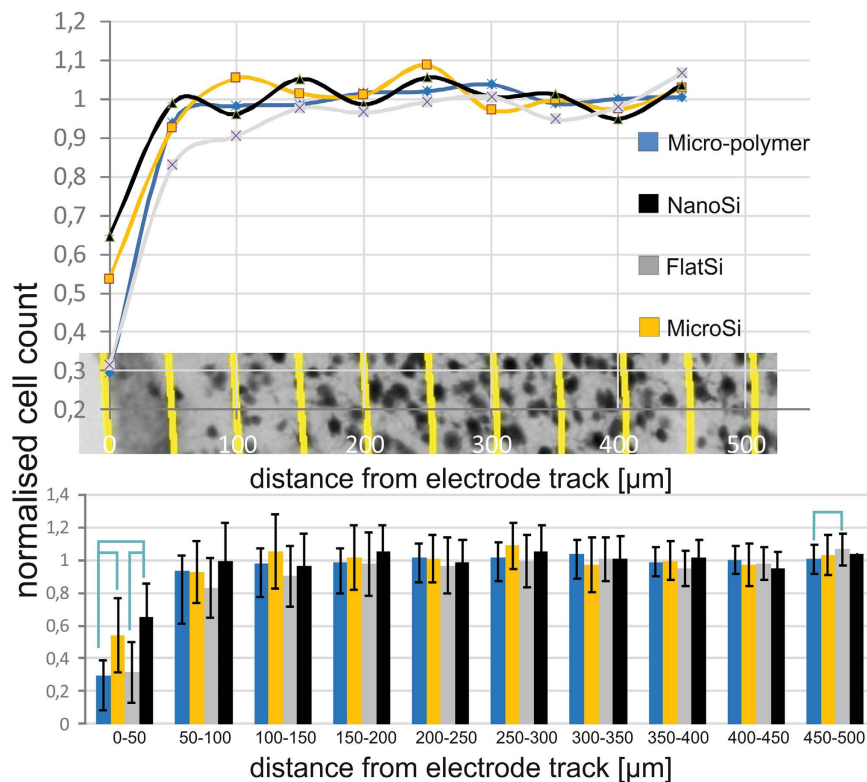 1,2
1,1
1
0,9
0,8
0,7
0,6
0,5
0,4
0,3
0,2
normalised cell count
Micro-polymer
NanoSi
FlatSi
MicroSi
0 100 200 300 400 500
distance from electrode track [µm]
1,4
1,2
1
0,8
0,6
0,4
0,2
0
0-50 50-100 100-150 150-200 200-250 250-300 300-350 350-400 400-450 450-500
distance from electrode track [µm]